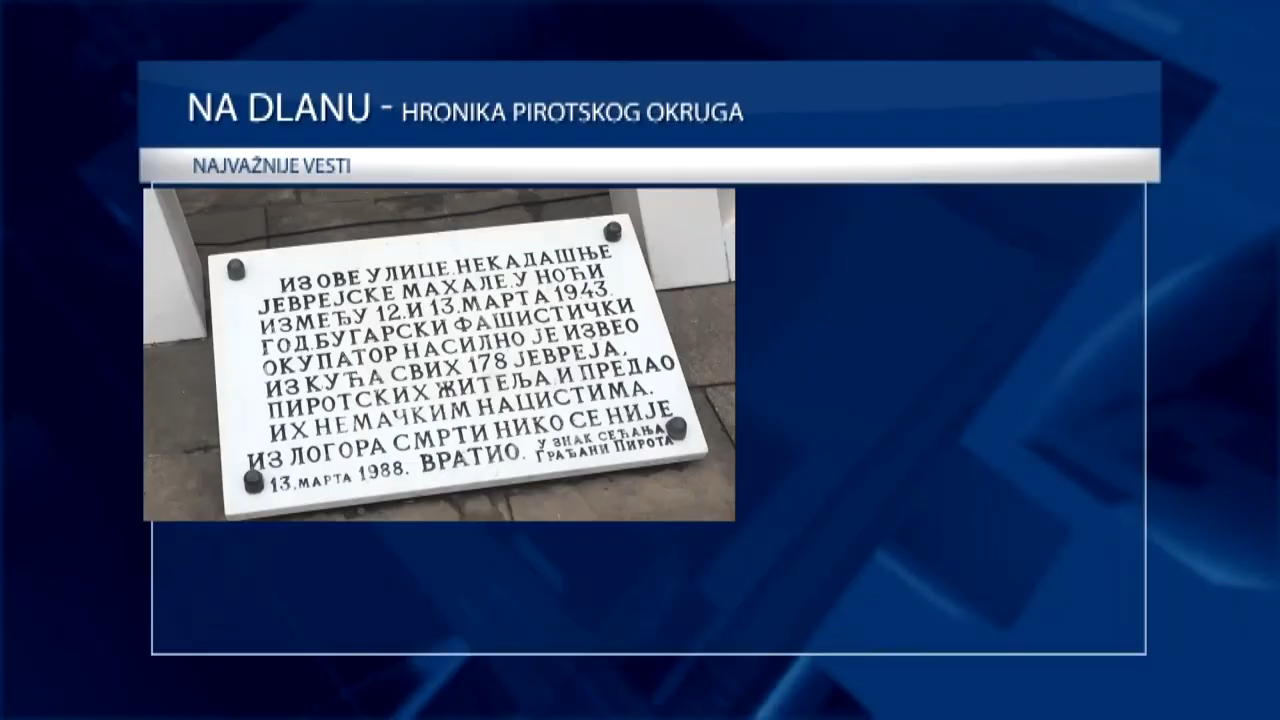 NA DLANU - HRONIKA PIROTSKOG OKRUGA
NAJVAŽNIJE VESTI
ИЗ ОВЕ УЛИЦЕ, НЕКАДАШЊЕ
ЈЕВРЕЈСКЕ МАХАЛЕ, У НОЋИ
ИЗМЕЂУ 12. И 13. МАРТА 1943.
ГОД. БУГАРСКИ ФАШИСТИЧКИ
ОКУПАТОР НАСИЛНО ЈЕ ИЗВЕО
ИЗ КУЋА СВИХ 178 ЈЕВРЕЈА,
ПИРОТСКИХ ЖИТЕЉА И ПРЕДАО
ИХ НЕМАЧКИМ НАЦИСТИМА.
ИЗ ЛОГОРА СМРТИ НИКО СЕ НИЈЕ
ВРАТИО.
13. МАРТА 1988.
У ЗНАК СЕЋАЊА
ГРАЂАНИ ПИРОТА